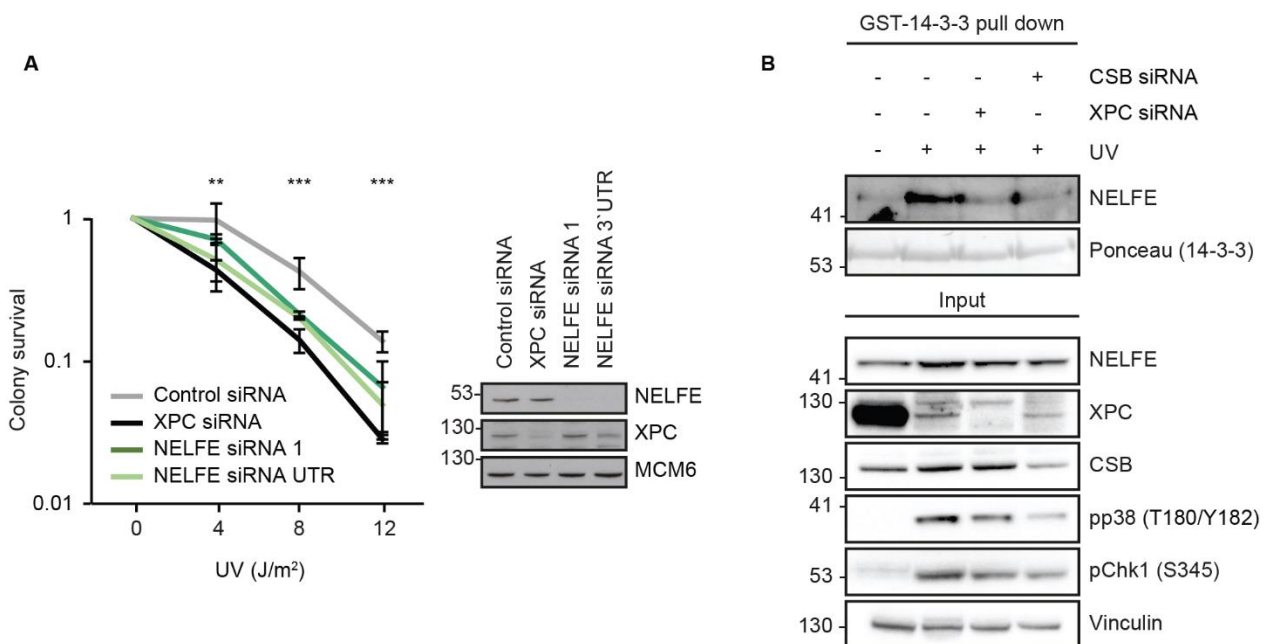 A
**
***
***
1
0.1
0.01
Colony survival
Control siRNA
XPC siRNA
NELFE siRNA 1
NELFE siRNA UTR
0
4
8
12
UV (J/m²)
Control siRNA
XPC siRNA
NELFE siRNA 1
NELFE siRNA 3`UTR
53
NELFE
130
XPC
130
MCM6
B
GST-14-3-3 pull down
- - - + CSB siRNA
- - + - XPC siRNA
- + + + UV
NELFE
41
Ponceau (14-3-3)
53
Input
NELFE
41
130
XPC
CSB
130
41
pp38 (T180/Y182)
pChk1 (S345)
53
130
Vinculin